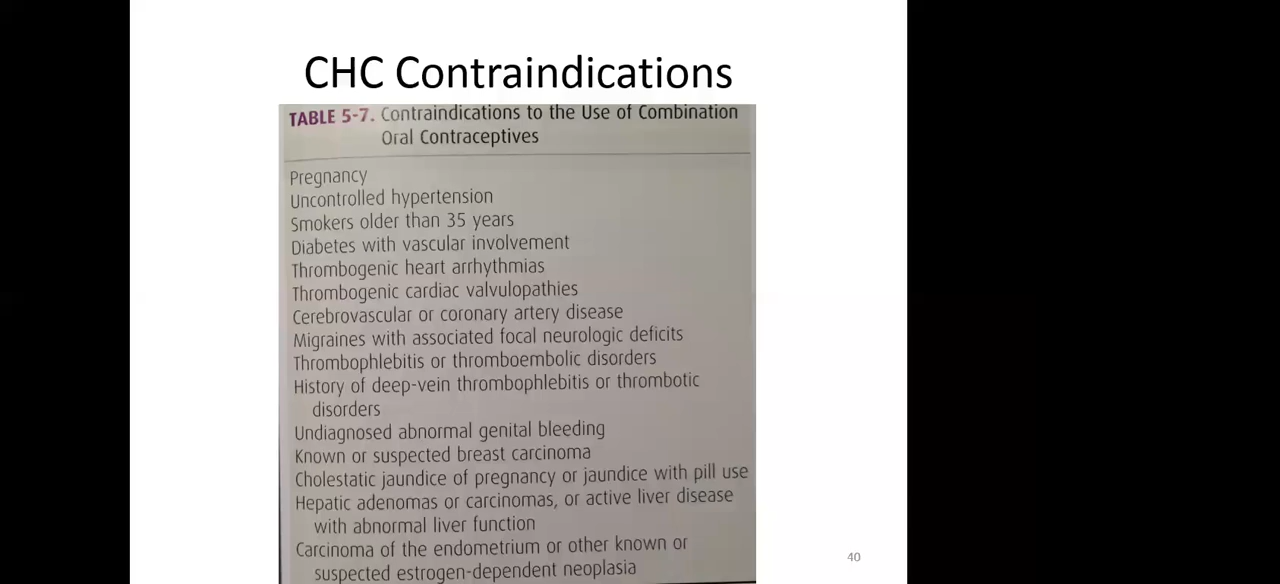 CHC Contraindications
TABLE 5-7. Contraindications to the Use of Combination
Oral Contraceptives
Pregnancy
Uncontrolled hypertension
Smokers older than 35 years
Diabetes with vascular involvement
Thrombogenic heart arrhythmias
Thrombogenic cardiac valvulopathies
Cerebrovascular or coronary artery disease
Migraines with associated focal neurologic deficits
Thrombophlebitis or thromboembolic disorders
History of deep-vein thrombophlebitis or thrombotic
disorders
Undiagnosed abnormal genital bleeding
Known or suspected breast carcinoma
Cholestatic jaundice of pregnancy or jaundice with pill use
Hepatic adenomas or carcinomas, or active liver disease
with abnormal liver function
Carcinoma of the endometrium or other known or
suspected estrogen-dependent neoplasia
40